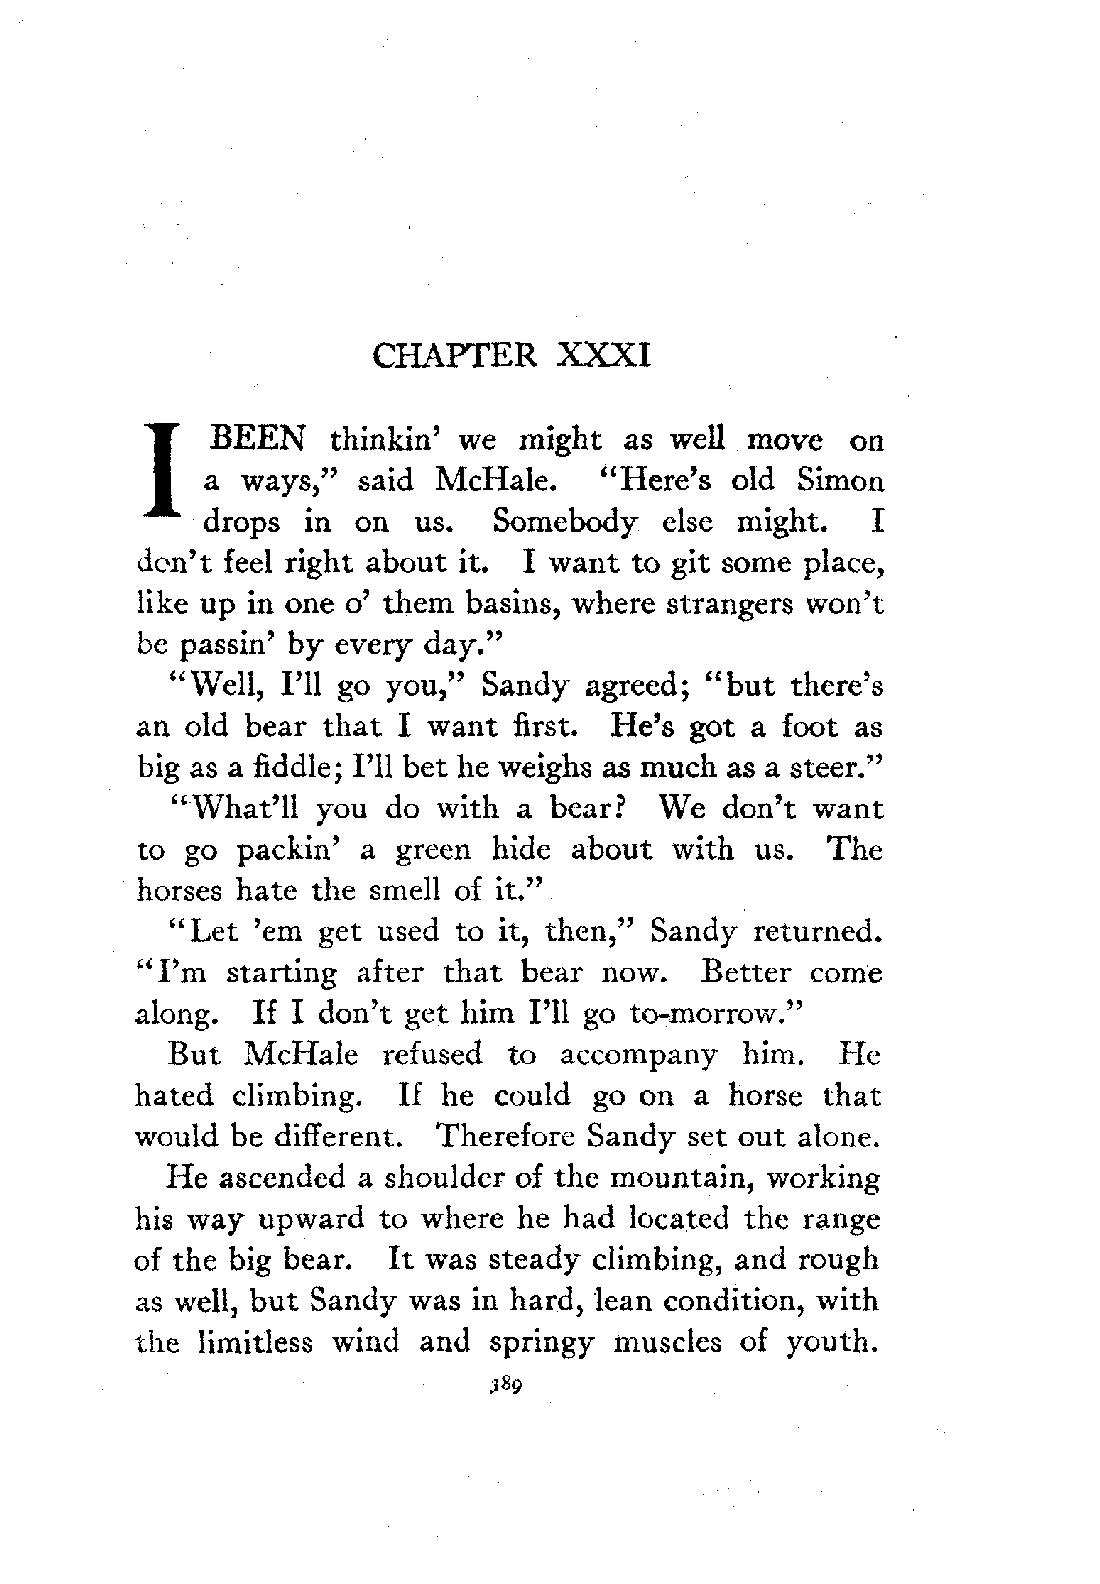 CHAPTER XXXI
I BEEN thinkin' we might as well move on
a ways," said McHale. "Here's old Simon
drops in on us. Somebody else might. I
don't feel right about it. I want to git some place,
like up in one o' them basins, where strangers won't
be passin' by every day."
"Well, I'll go you," Sandy agreed; "but there's
an old bear that I want first. He's got a foot as
big as a fiddle; I'll bet he weighs as much as a steer."
"What'll you do with a bear? We don't want
to go packin' a green hide about with us. The
horses hate the smell of it."
"Let 'em get used to it, then," Sandy returned.
"I'm starting after that bear now. Better come
along. If I don't get him I'll go to-morrow."
But McHale refused to accompany him. He
hated climbing. If he could go on a horse that
would be different. Therefore Sandy set out alone.
He ascended a shoulder of the mountain, working
his way upward to where he had located the range
of the big bear. It was steady climbing, and rough
as well, but Sandy was in hard, lean condition, with
the limitless wind and springy muscles of youth.
389